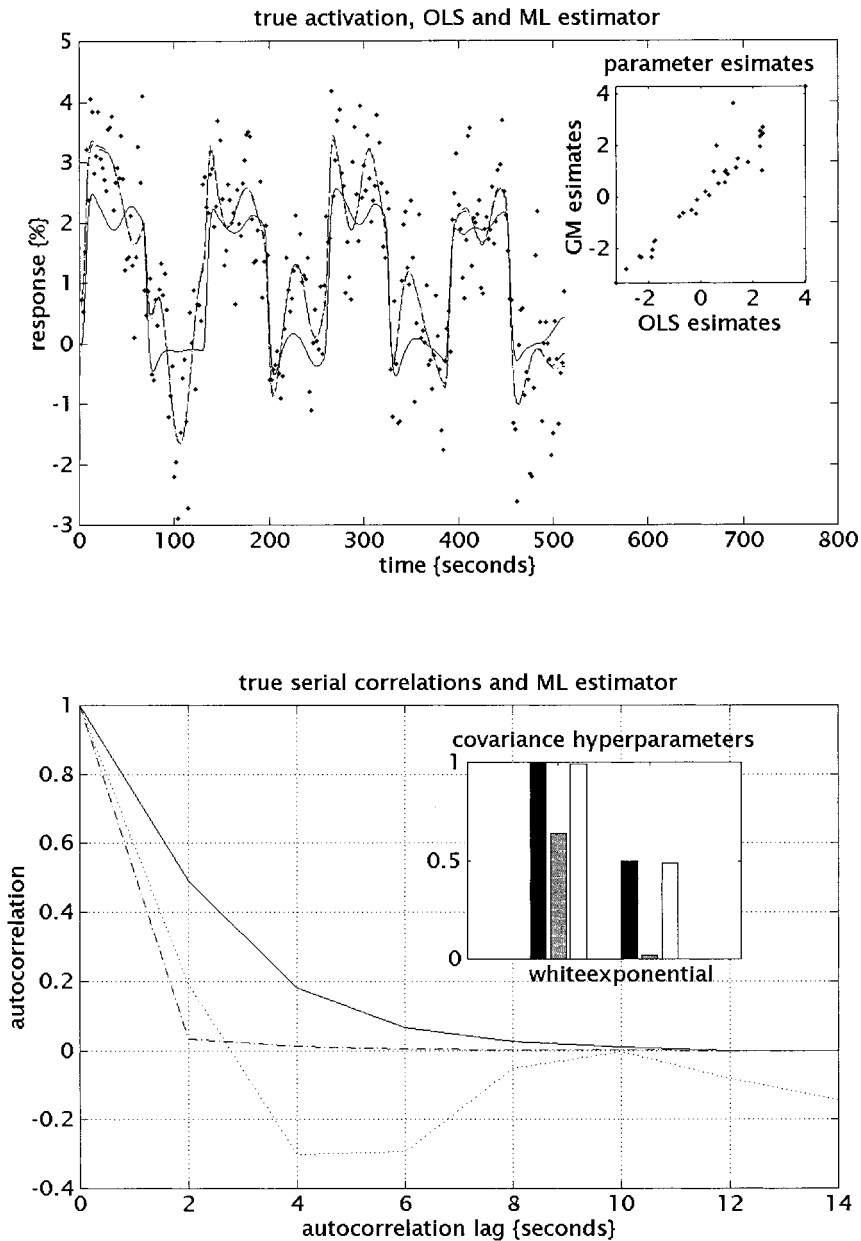 true activation, OLS and ML estimator
5
4
3
2
1
0
-1
-2
-3
response {%}
0 100 200 300 400 500 600 700 800
time {seconds}
parameter esimates
4
2
0
-2
GM esimates
-2 0 2 4
OLS esimates
true serial correlations and ML estimator
1
0.8
0.6
0.4
0.2
0
-0.2
-0.4
autocorrelation
0 2 4 6 8 10 12 14
autocorrelation lag {seconds}
covariance hyperparameters
1
0.5
0
whiteexponential